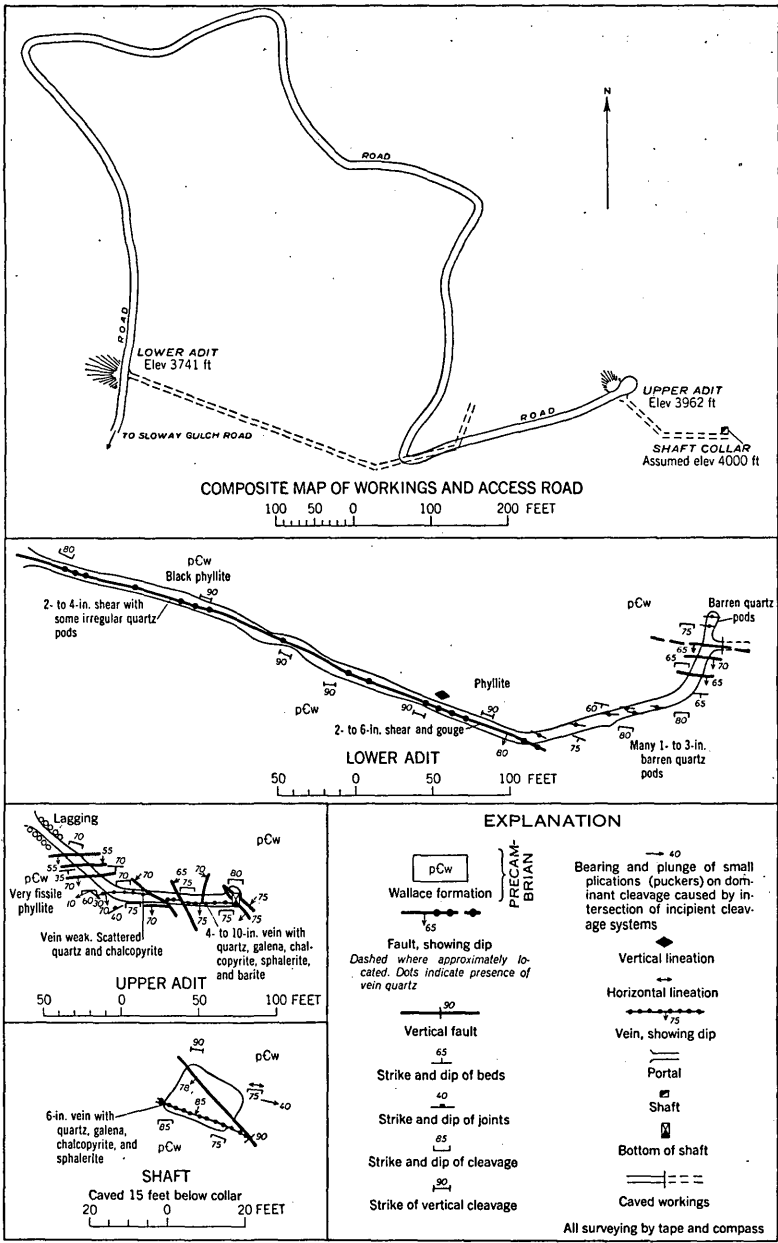 N
ROAD
ROAD
LOWER ADIT
Elev 3741 ft
TO SLOWAY GULCH ROAD
ROAD
UPPER ADIT
Elev 3962 ft
SHAFT COLLAR
Assumed elev 4000 ft
COMPOSITE MAP OF WORKINGS AND ACCESS ROAD
100 50 0 100 200 FEET
80
p€w
Black phyllite
90
2- to 4-in. shear with
some irregular quartz
pods
90
90
p€w
90
Phyllite
90
2- to 6-in. shear and gouge
80
75
60
80
80
65
p€w
Barren quartz
pods
75
65
70
65
Many 1- to 3-in.
barren quartz
pods
LOWER ADIT
50 0 50 100 FEET
Lagging
70
55
p€w
55
35
70
p€w
Very fissile
phyllite
70
70
65
75
70
80
10
60
30
70
40
75
70
75
75
75
75
Vein weak. Scattered
quartz and chalcopyrite
4- to 10-in. vein with
quartz, galena, chal-
copyrite, sphalerite,
and barite
UPPER ADIT
50 0 50 100 FEET
90
p€w
78
85
75
40
6-in. vein with
quartz, galena,
chalcopyrite, and
sphalerite
85
p€w
75
90
SHAFT
Caved 15 feet below collar
20 0 20 FEET
EXPLANATION
p€w
Wallace formation
PRECAM-
BRIAN
65
Fault, showing dip
Dashed where approximately lo-
cated. Dots indicate presence of
vein quartz
90
Vertical fault
65
Strike and dip of beds
40
Strike and dip of joints
85
Strike and dip of cleavage
90
Strike of vertical cleavage
40
Bearing and plunge of small
plications (puckers) on dom-
inant cleavage caused by in-
tersection of incipient cleav-
age systems
Vertical lineation
Horizontal lineation
75
Vein, showing dip
Portal
Shaft
Bottom of shaft
Caved workings
All surveying by tape and compass